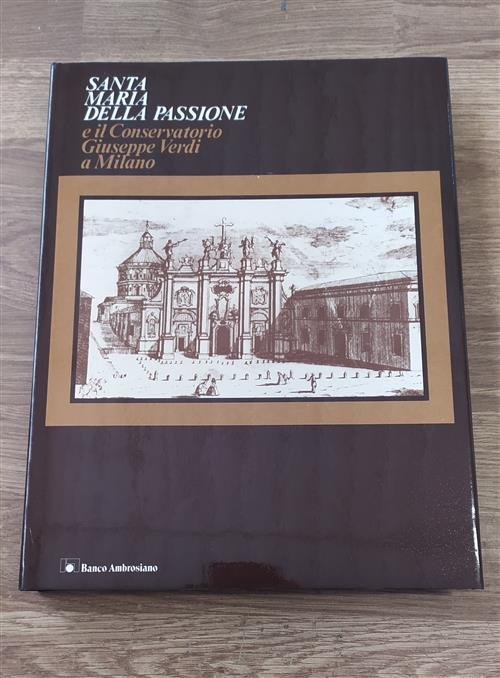 SANTA
MARIA
DELLA PASSIONE
e il Conservatorio
Giuseppe Verdi
a Milano
Banco Ambrosiano